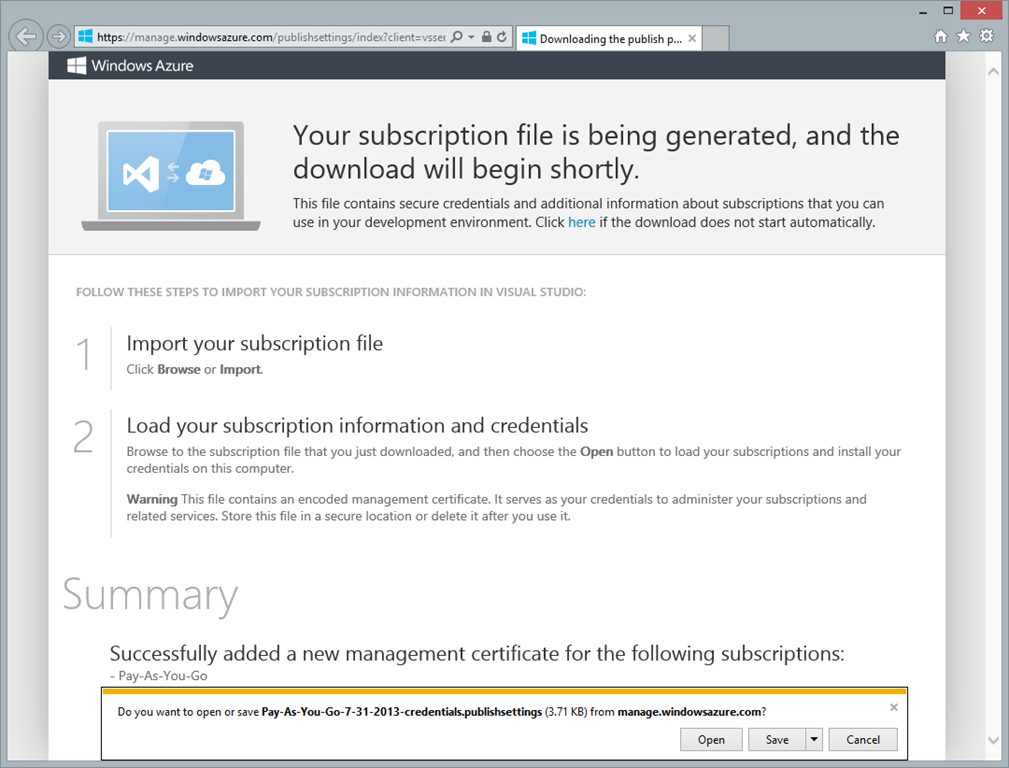 https://manage.windowsazure.com/publishsettings/index?client=vsser
Downloading the publish p...
Windows Azure
Your subscription file is being generated, and the
download will begin shortly.
This file contains secure credentials and additional information about subscriptions that you can
use in your development environment. Click here if the download does not start automatically.
FOLLOW THESE STEPS TO IMPORT YOUR SUBSCRIPTION INFORMATION IN VISUAL STUDIO:
1
Import your subscription file
Click Browse or Import.
2
Load your subscription information and credentials
Browse to the subscription file that you just downloaded, and then choose the Open button to load your subscriptions and install your
credentials on this computer.
Warning This file contains an encoded management certificate. It serves as your credentials to administer your subscriptions and
related services. Store this file in a secure location or delete it after you use it.
Summary
Successfully added a new management certificate for the following subscriptions:
- Pay-As-You-Go
Do you want to open or save Pay-As-You-Go-7-31-2013-credentials.publishsettings (3.71 KB) from manage.windowsazure.com?
Open Save Cancel